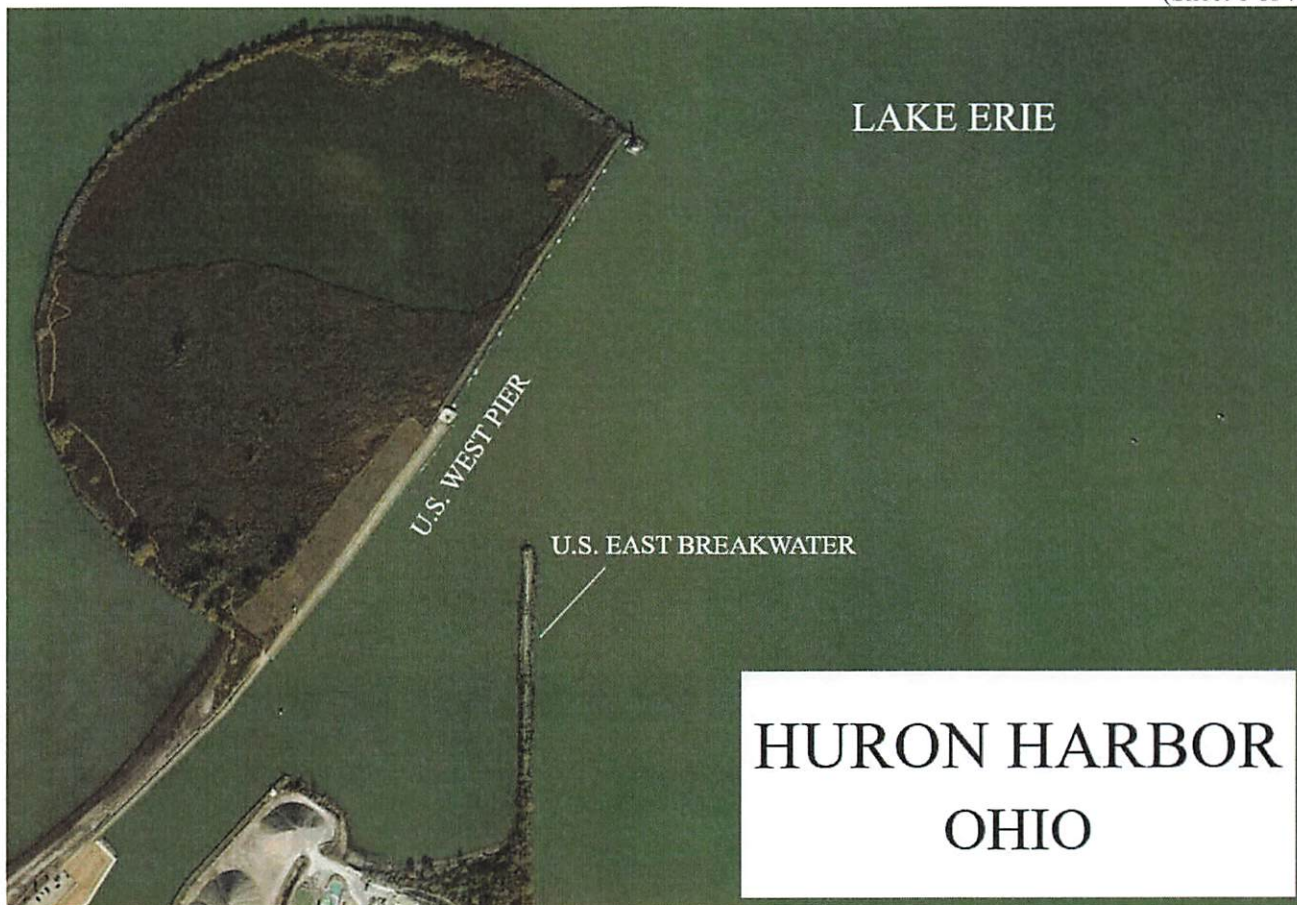 LAKE ERIE
U.S. WEST PIER
U.S. EAST BREAKWATER
HURON HARBOR
OHIO